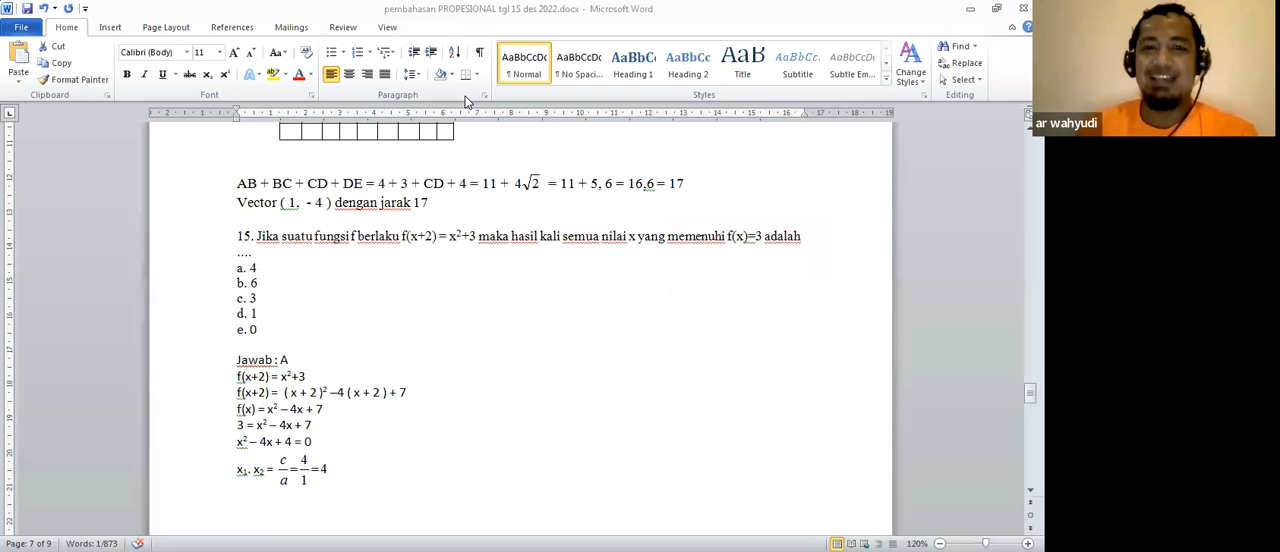 pembahasan PROPESIONAL tgl 15 des 2022.docx - Microsoft Word
File Home Insert Page Layout References Mailings Review View
Cut
Copy
Format Painter
Paste
Clipboard
Calibri (Body) 11
Font
Paragraph
AaBbCcDc AaBbCcDc AaBbCc AaBbCc AaB AaBbCc. AaBbCcDc
¶ Normal ¶ No Spaci... Heading 1 Heading 2 Title Subtitle Subtle Em...
Change Styles
Styles
Find
Replace
Select
Editing
ar wahyudi
AB + BC + CD + DE = 4 + 3 + CD + 4 = 11 + 4√2 = 11 + 5, 6 = 16,6 = 17
Vector ( 1, - 4 ) dengan jarak 17
15. Jika suatu fungsi f berlaku f(x+2) = x²+3 maka hasil kali semua nilai x yang memenuhi f(x)=3 adalah
....
a. 4
b. 6
c. 3
d. 1
e. 0
Jawab : A
f(x+2) = x²+3
f(x+2) = ( x + 2 )² –4 ( x + 2 ) + 7
f(x) = x² – 4x + 7
3 = x² – 4x + 7
x² – 4x + 4 = 0
x₁. x₂ = c/a = 4/1 = 4
Page: 7 of 9 Words: 1/873 120%